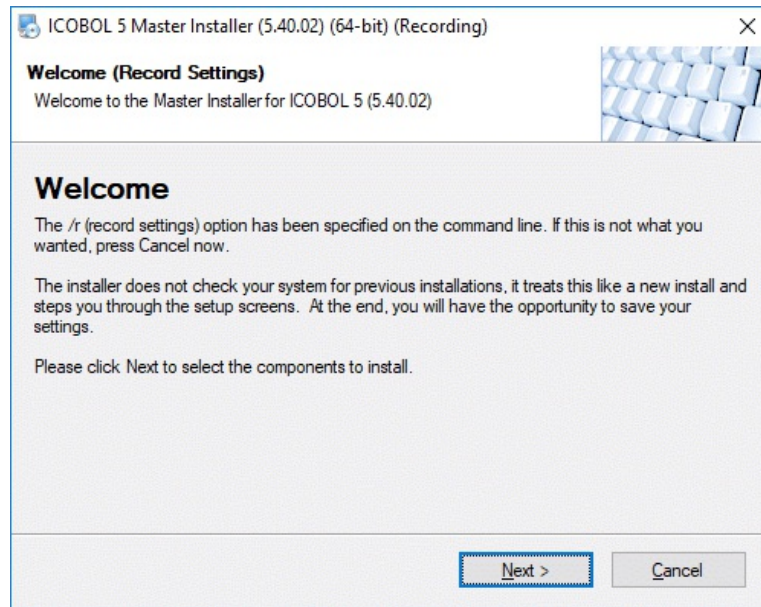 ICOBOL 5 Master Installer (5.40.02) (64-bit) (Recording)
Welcome (Record Settings)
Welcome to the Master Installer for ICOBOL 5 (5.40.02)
Welcome
The /r (record settings) option has been specified on the command line. If this is not what you
wanted, press Cancel now.
The installer does not check your system for previous installations, it treats this like a new install and
steps you through the setup screens.  At the end, you will have the opportunity to save your
settings.
Please click Next to select the components to install.
Next >
Cancel